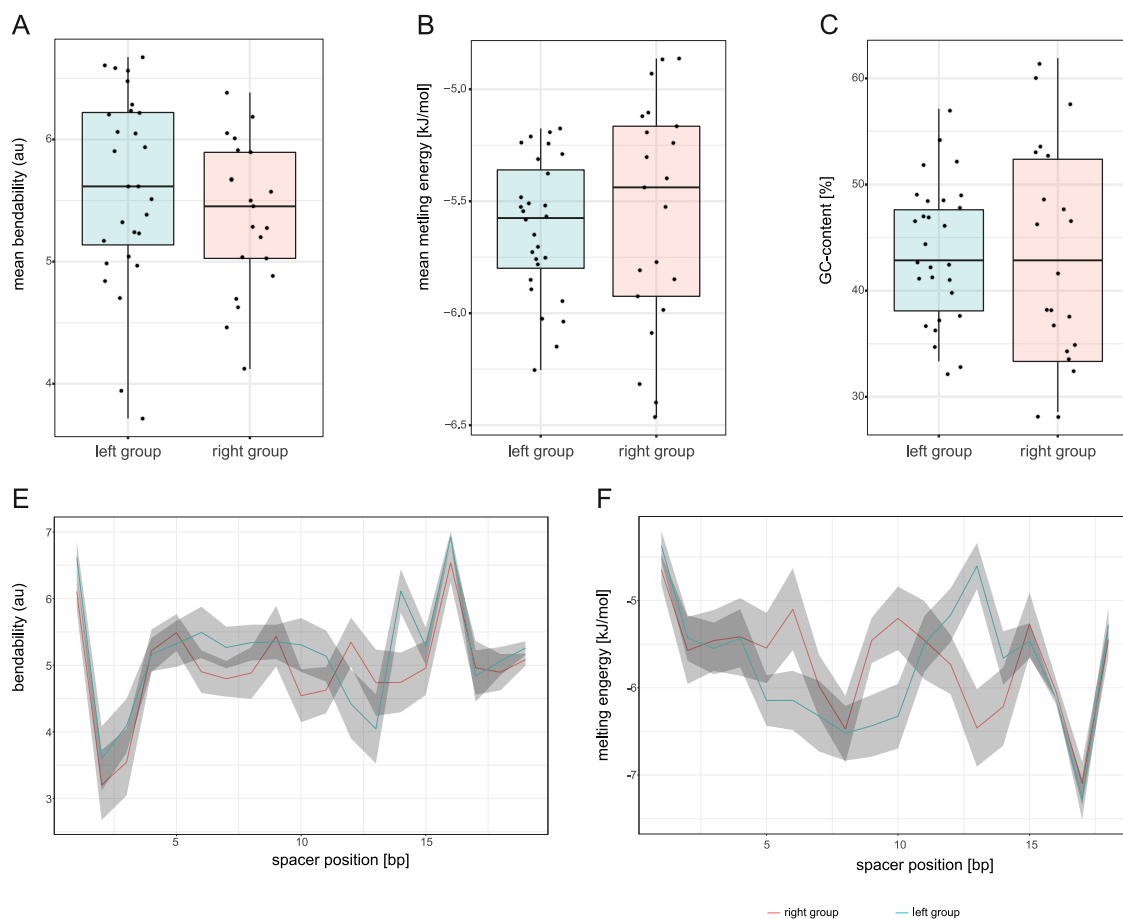 A
mean bendability (au)
6
5
4
left group right group
B
mean metling energy [kJ/mol]
−5.0
−5.5
−6.0
−6.5
left group right group
C
GC-content [%]
60
50
40
30
left group right group
E
bendability (au)
7
6
5
4
3
5 10 15
spacer position [bp]
F
melting engergy [kJ/mol]
-5
-6
-7
5 10 15
spacer position [bp]
right group left group